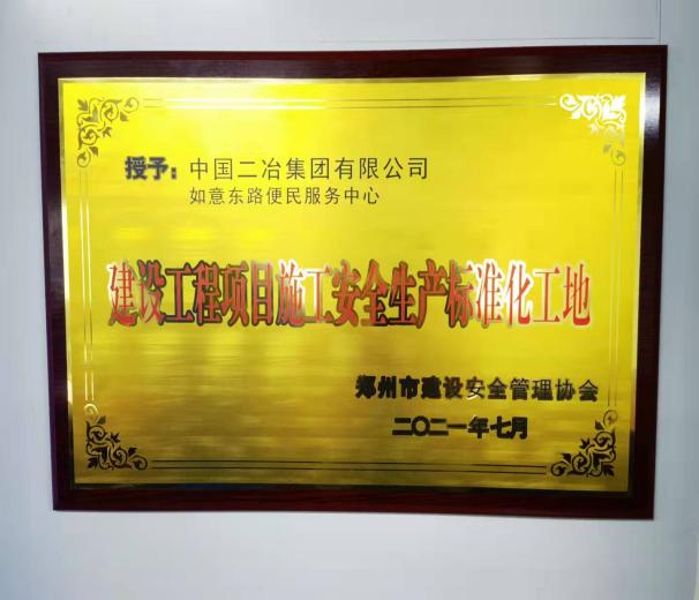 授予：中国二冶集团有限公司
如意东路便民服务中心
建设工程项目施工安全生产标准化工地
郑州市建设安全管理协会
二〇二一年七月